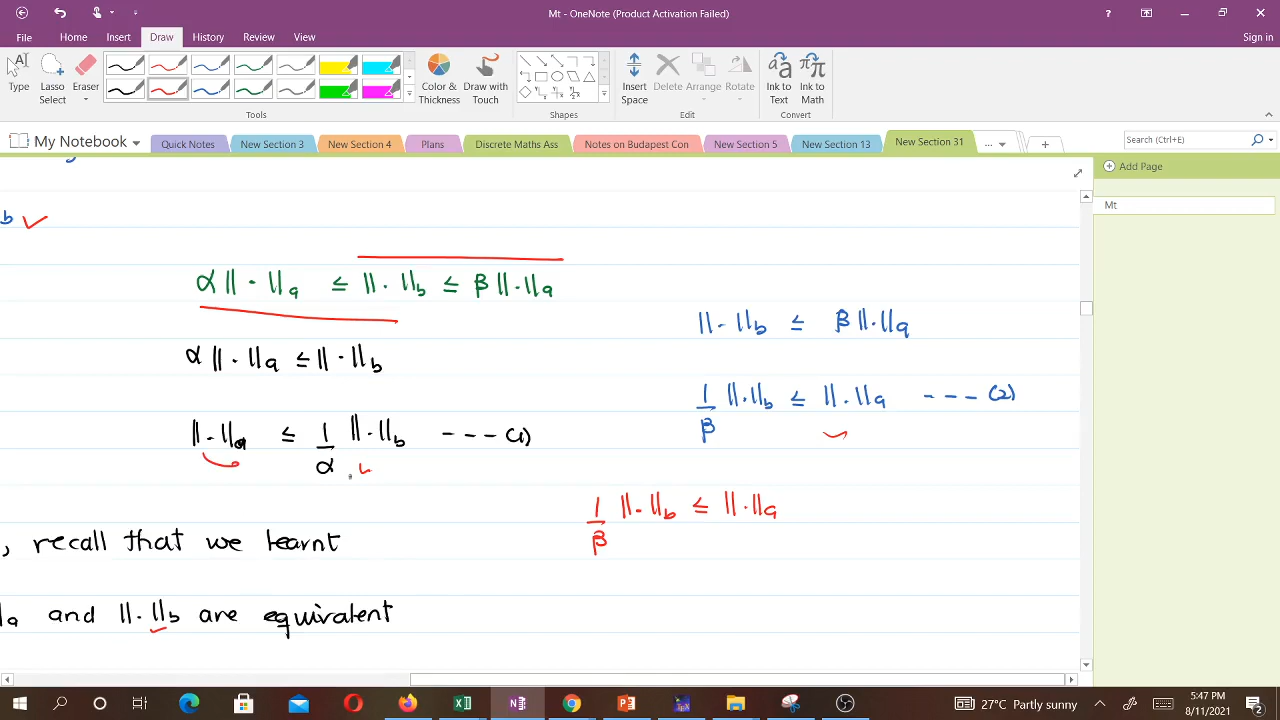 Mt - OneNote (Product Activation Failed)
File Home Insert Draw History Review View Sign in
Type Lasso Select Eraser Color & Thickness Draw with Touch Insert Space Delete Arrange Rotate Ink to Text Ink to Math
Tools Shapes Edit Convert
My Notebook Quick Notes New Section 3 New Section 4 Plans Discrete Maths Ass Notes on Budapest Con New Section 5 New Section 13 New Section 31 ... Search (Ctrl+E)
Add Page
Mt
b ✓
α||·||a ≤ ||·||b ≤ β||·||a
||·||b ≤ β||·||a
α||·||a ≤ ||·||b
1/β ||·||b ≤ ||·||a --- (2)
||·||a ≤ 1/α ||·||b --- (1)
1/β ||·||b ≤ ||·||a
, recall that we learnt
||a and ||·||b are equivalent
27°C Partly sunny
5:47 PM
8/11/2021
2